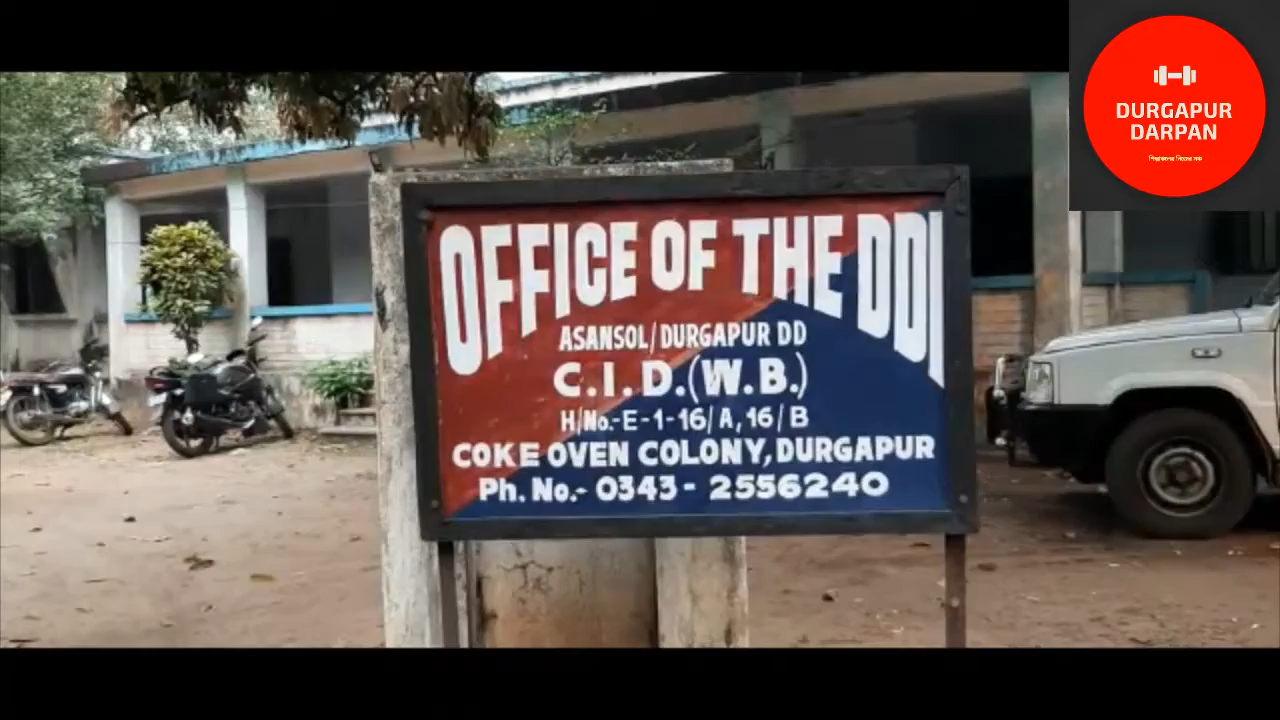 OFFICE OF THE DDI
ASANSOL/DURGAPUR DD
C.I.D.(W.B.)
H/No.-E-1-16/A,16/B
COKE OVEN COLONY, DURGAPUR
Ph. No.- 0343- 2556240
DURGAPUR
DARPAN